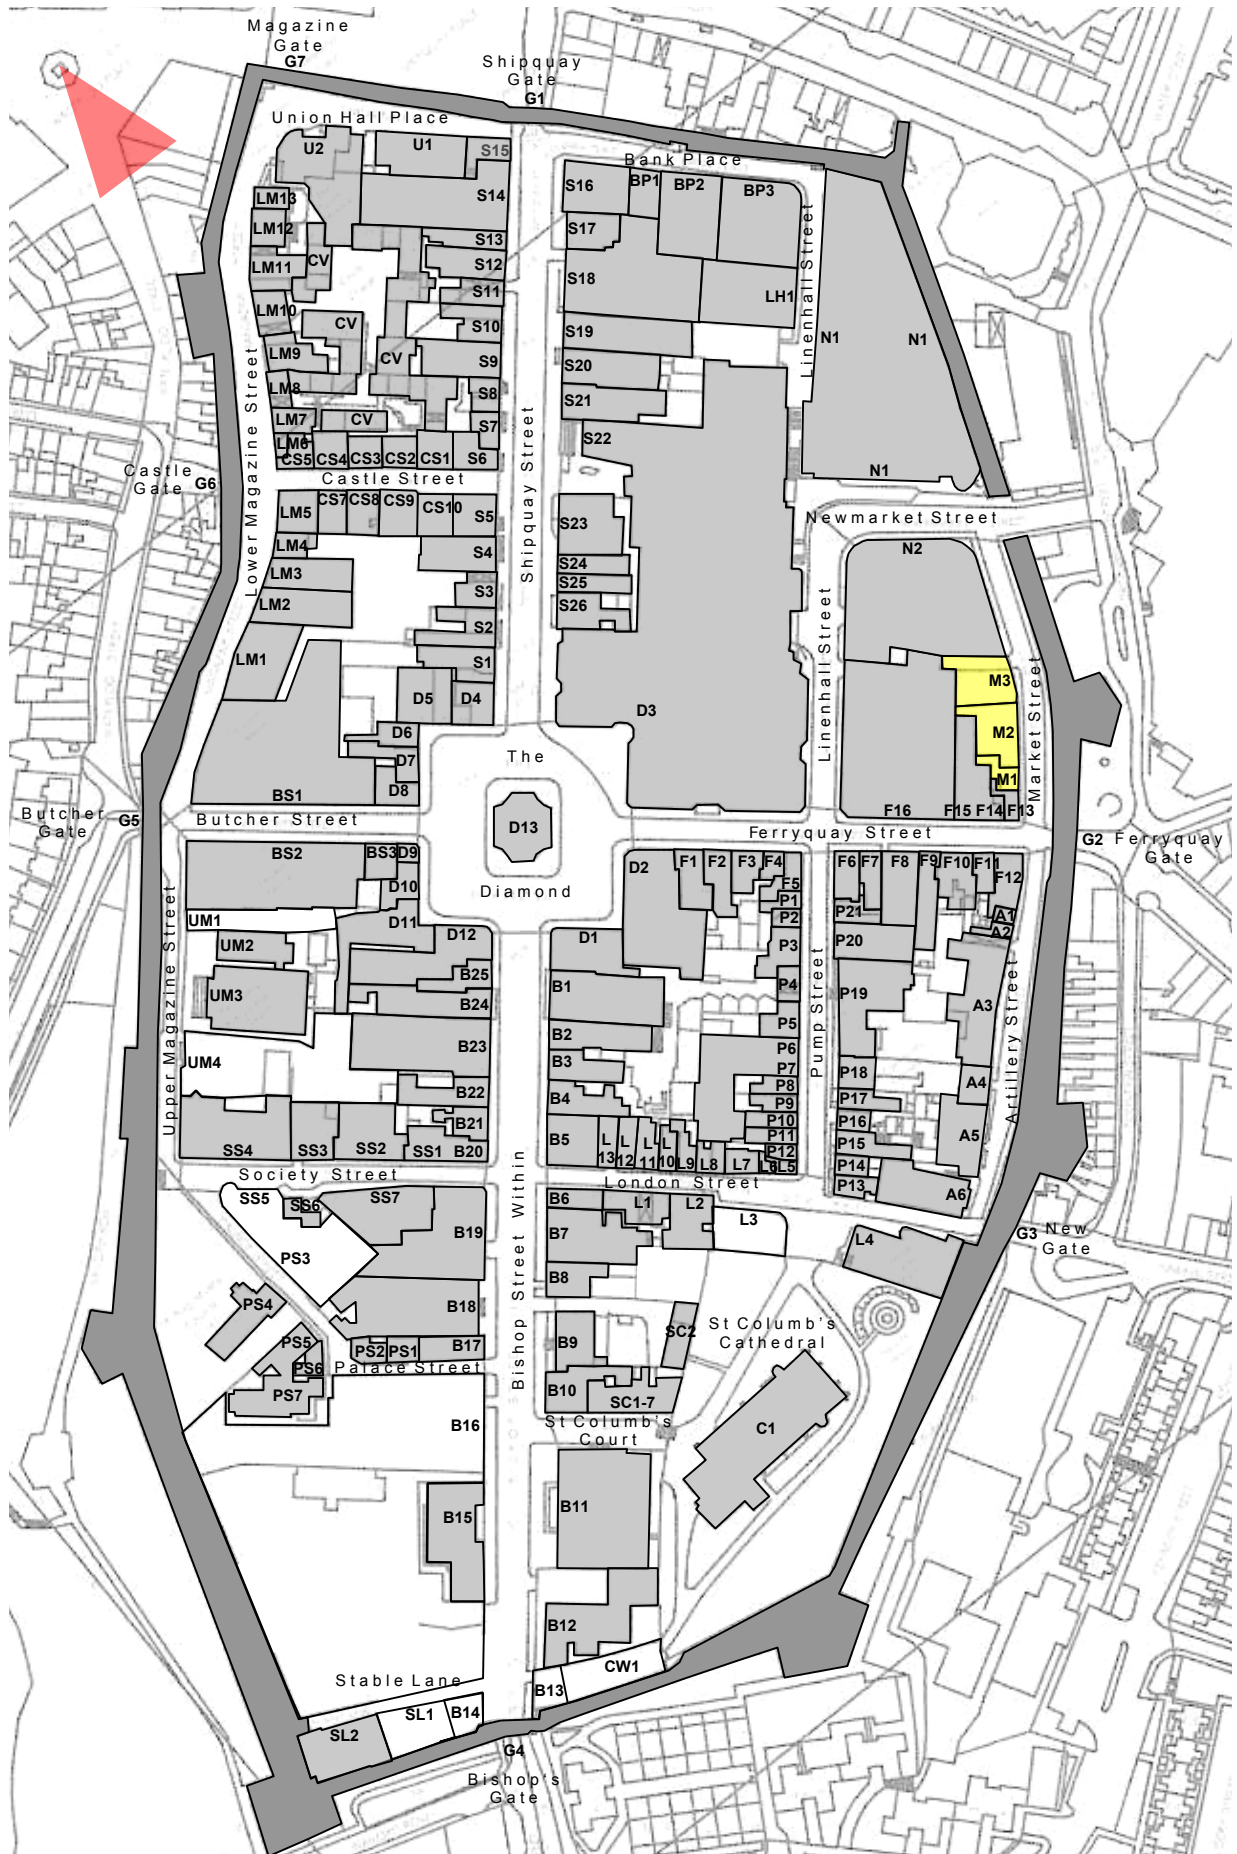 Magazine
Gate
G7
Shipquay
Gate
G1
Union Hall Place
U2
U1
S15
Bank Place
S16
BP1
BP2
BP3
S14
LM13
LM12
S13
S17
LM11
CV
S12
S18
S11
LH1
LM10
CV
S10
S19
N1
N1
Linenhall Street
LM9
CV
S9
S20
LM8
S8
S21
Lower Magazine Street
LM7
CV
S7
S22
LM6
CS5
CS4
CS3
CS2
CS1
S6
Shipquay Street
N1
Castle
Gate
G6
Castle Street
CS7
CS8
CS9
CS10
LM5
S5
S23
Newmarket Street
LM4
S4
N2
LM3
S24
S25
LM2
S3
S26
S2
Linenhall Street
LM1
S1
M3
D5
D4
D3
Market Street
D6
M2
The
D7
M1
D8
BS1
F16
F15
F14
F13
Butcher
Gate
G5
Butcher Street
D13
Ferryquay Street
G2
Ferryquay
Gate
BS2
BS3
D9
D2
F1
F2
F3
F4
F5
F6
F7
F8
F9
F10
F11
F12
D10
Diamond
P1
UM1
D11
P2
P21
A1
D12
D1
A2
UM2
P3
P20
B25
P4
UM3
B24
B1
P19
A3
P5
Upper Magazine Street
B2
P6
Pump Street
UM4
B23
B3
P7
P18
B22
P8
A4
B4
P9
P17
Artillery Street
B21
P10
P16
B5
L
13
L
12
L
11
L
10
L9
L8
L7
L6
L5
P11
P12
P15
A5
SS4
SS3
SS2
SS1
B20
P14
Society Street
London Street
P13
A6
SS5
SS6
SS7
B6
L1
L2
L3
G3
New
Gate
PS3
B19
B7
L4
B8
PS4
B18
Bishop Street Within
St Columb's
Cathedral
PS5
PS2
PS1
B17
B9
SC2
PS6
Palace Street
PS7
B10
SC1-7
B16
St Columb's
Court
C1
B15
B11
B12
Stable Lane
CW1
B13
SL2
SL1
B14
G4
Bishop's
Gate